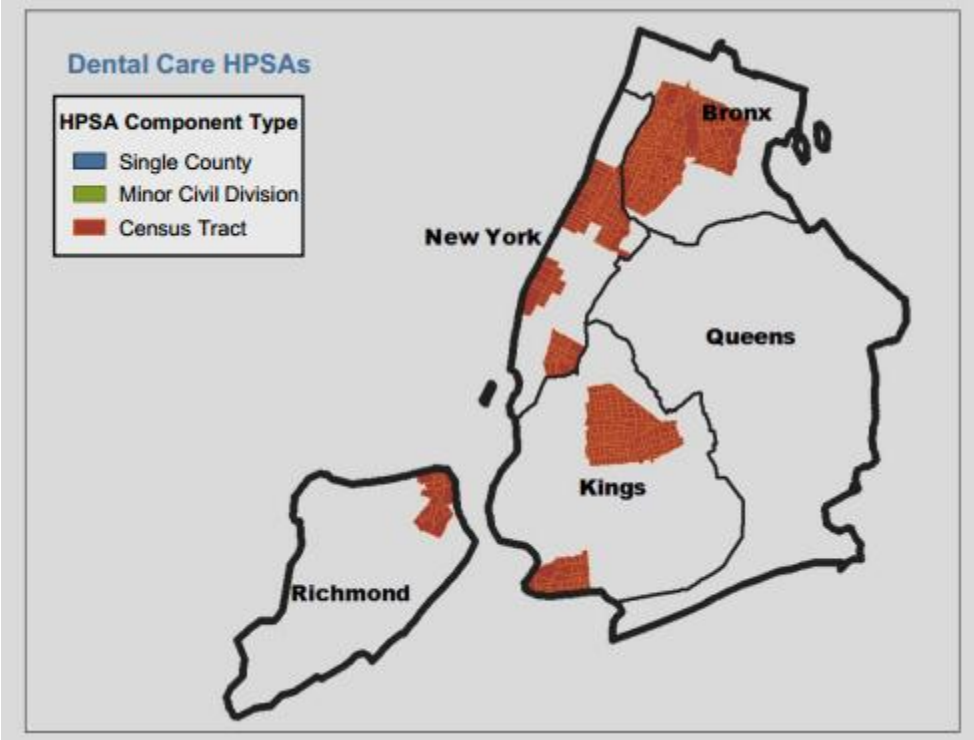 Dental Care HPSAs
HPSA Component Type
Single County
Minor Civil Division
Census Tract
Bronx
New York
Queens
Kings
Richmond